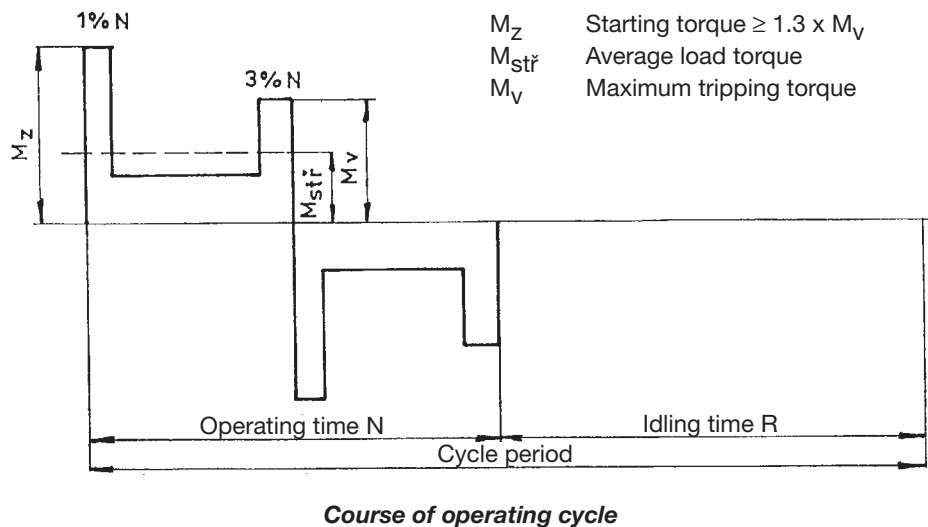 1% N
3% N
M_Z Starting torque ≥ 1.3 x M_V
M_stř Average load torque
M_V Maximum tripping torque
M_z
M_stř
M_v
Operating time N
Idling time R
Cycle period
Course of operating cycle